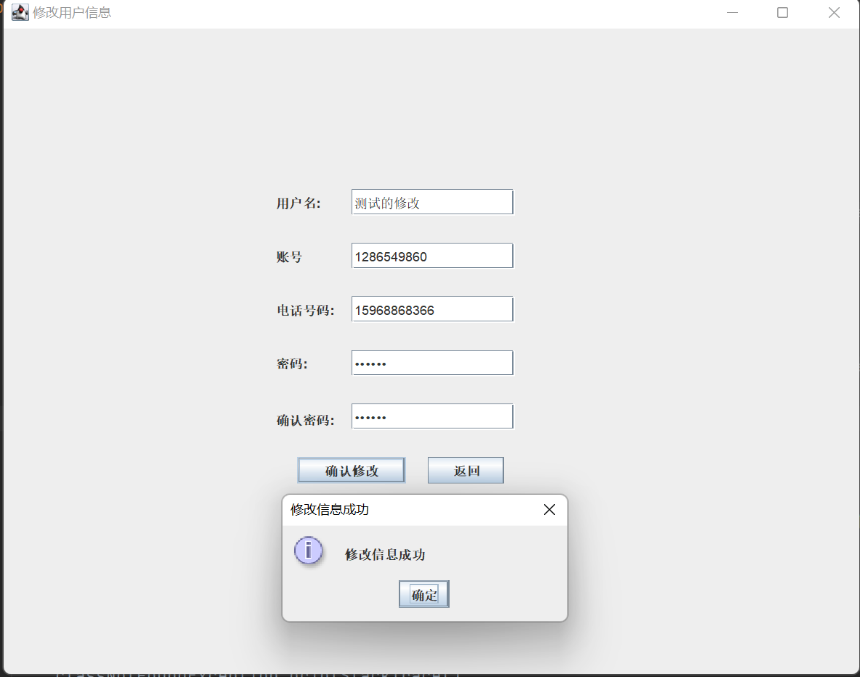 修改用户信息
用户名: 测试的修改
账号 1286549860
电话号码: 15968868366
密码: ••••••
确认密码: ••••••
确认修改 返回
修改信息成功
修改信息成功
确定